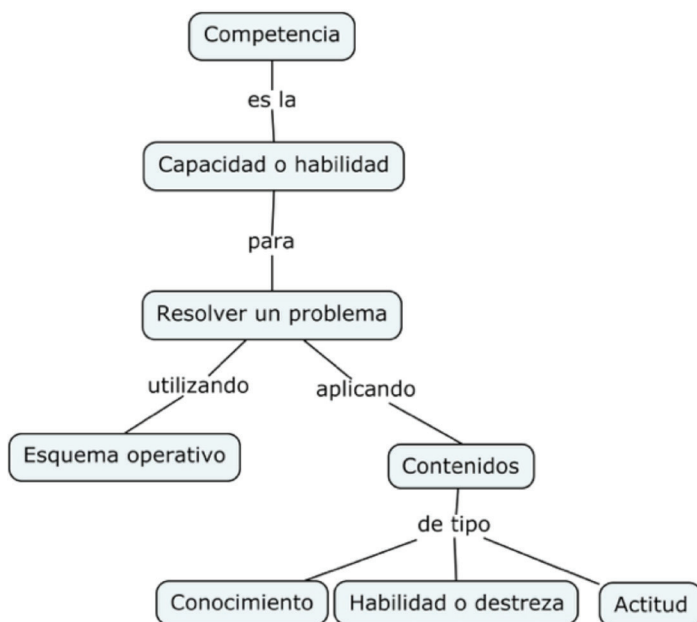 Competencia
es la
Capacidad o habilidad
para
Resolver un problema
utilizando
aplicando
Esquema operativo
Contenidos
de tipo
Conocimiento
Habilidad o destreza
Actitud